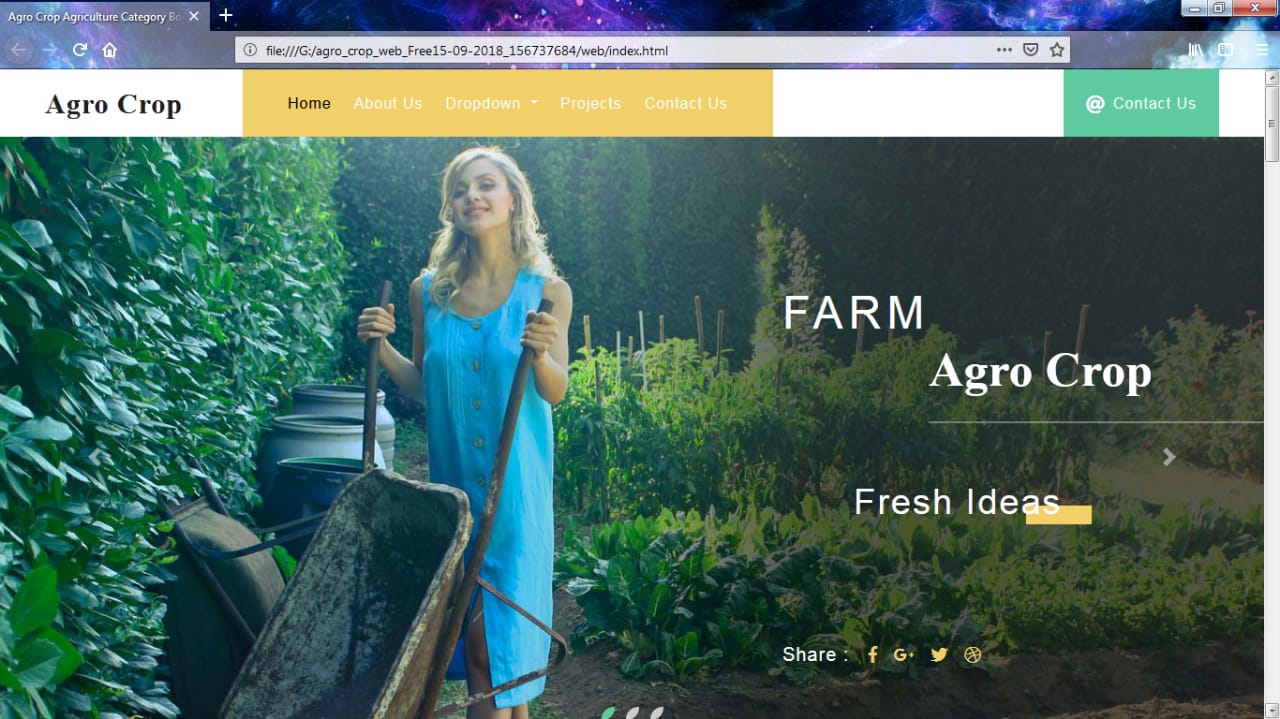 Agro Crop Agriculture Category Bo
file:///G:/agro_crop_web_Free15-09-2018_156737684/web/index.html
Agro Crop
Home About Us Dropdown Projects Contact Us
@ Contact Us
FARM
Agro Crop
Fresh Ideas
Share :